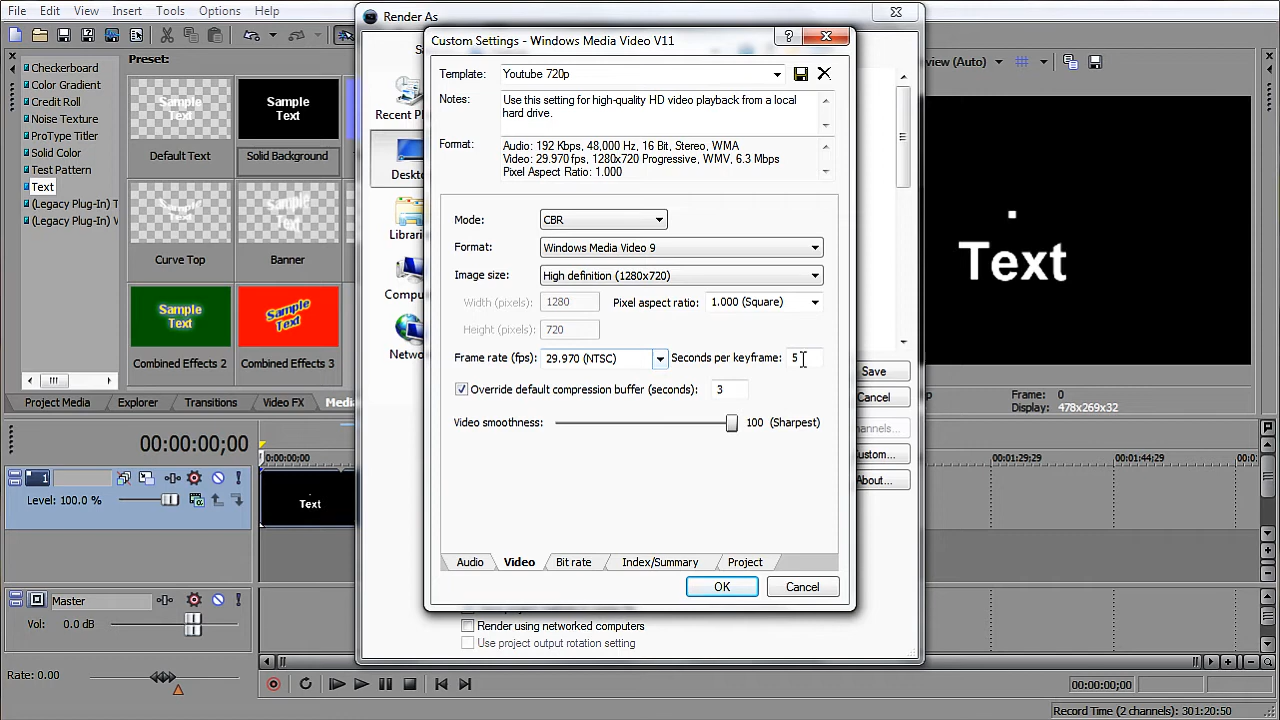 File Edit View Insert Tools Options Help
Checkerboard
Color Gradient
Credit Roll
Noise Texture
ProType Titler
Solid Color
Test Pattern
Text
(Legacy Plug-In) T
(Legacy Plug-In) V
Preset:
Sample
Text
Sample
Text
Default Text
Solid Background
Sample
Text
Sample
Text
Curve Top
Banner
Sample
Text
Sample
Text
Combined Effects 2
Combined Effects 3
Project Media
Explorer
Transitions
Video FX
Med
Render As
Recent Pl
Deskto
Librari
Compu
Netwo
Custom Settings - Windows Media Video V11
Template:
Youtube 720p
Notes:
Use this setting for high-quality HD video playback from a local
hard drive.
Format:
Audio: 192 Kbps, 48,000 Hz, 16 Bit, Stereo, WMA
Video: 29.970 fps, 1280x720 Progressive, WMV, 6.3 Mbps
Pixel Aspect Ratio: 1.000
Mode: CBR
Format: Windows Media Video 9
Image size: High definition (1280x720)
Width (pixels): 1280 Pixel aspect ratio: 1.000 (Square)
Height (pixels): 720
Frame rate (fps): 29.970 (NTSC) Seconds per keyframe: 5
Override default compression buffer (seconds): 3
Video smoothness: 100 (Sharpest)
Audio Video Bit rate Index/Summary Project
OK Cancel
Save
Cancel
hannels...
ustom...
About...
Render using networked computers
Use project output rotation setting
view (Auto)
Text
Frame: 0
Display: 478x269x32
00:00:00;00
0:00:00;00
00:01:29;29
00:01:44;29
00:0
1
Level: 100.0 %
Text
Master
Vol: 0.0 dB
Rate: 0.00
00:00:00;00
Record Time (2 channels): 301:20:50